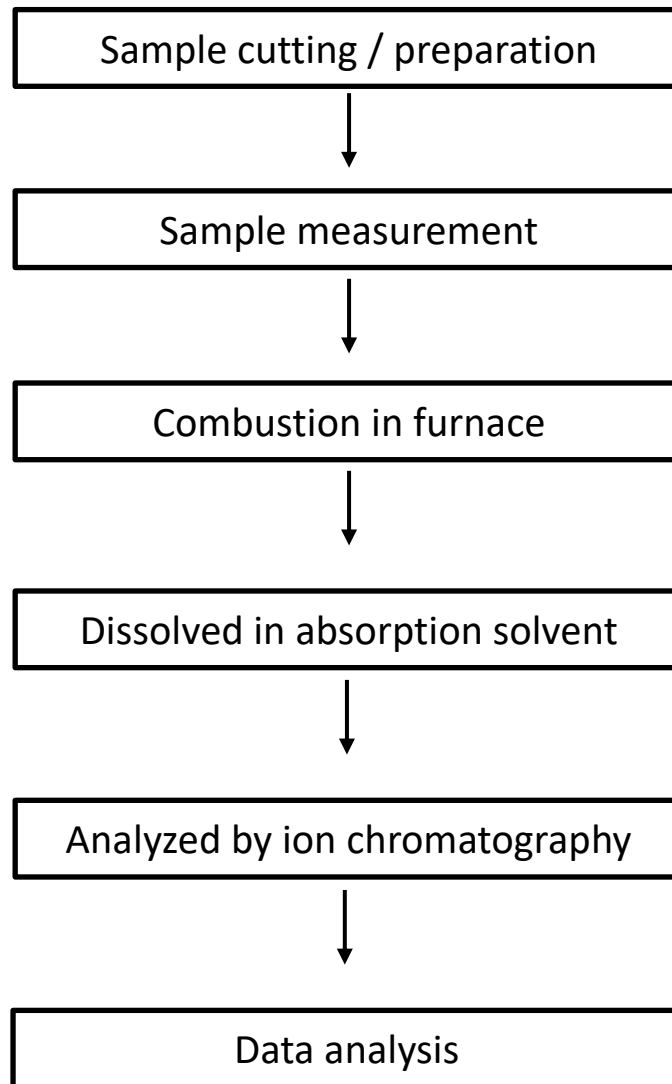 Sample cutting / preparation
Sample measurement
Combustion in furnace
Dissolved in absorption solvent
Analyzed by ion chromatography
Data analysis